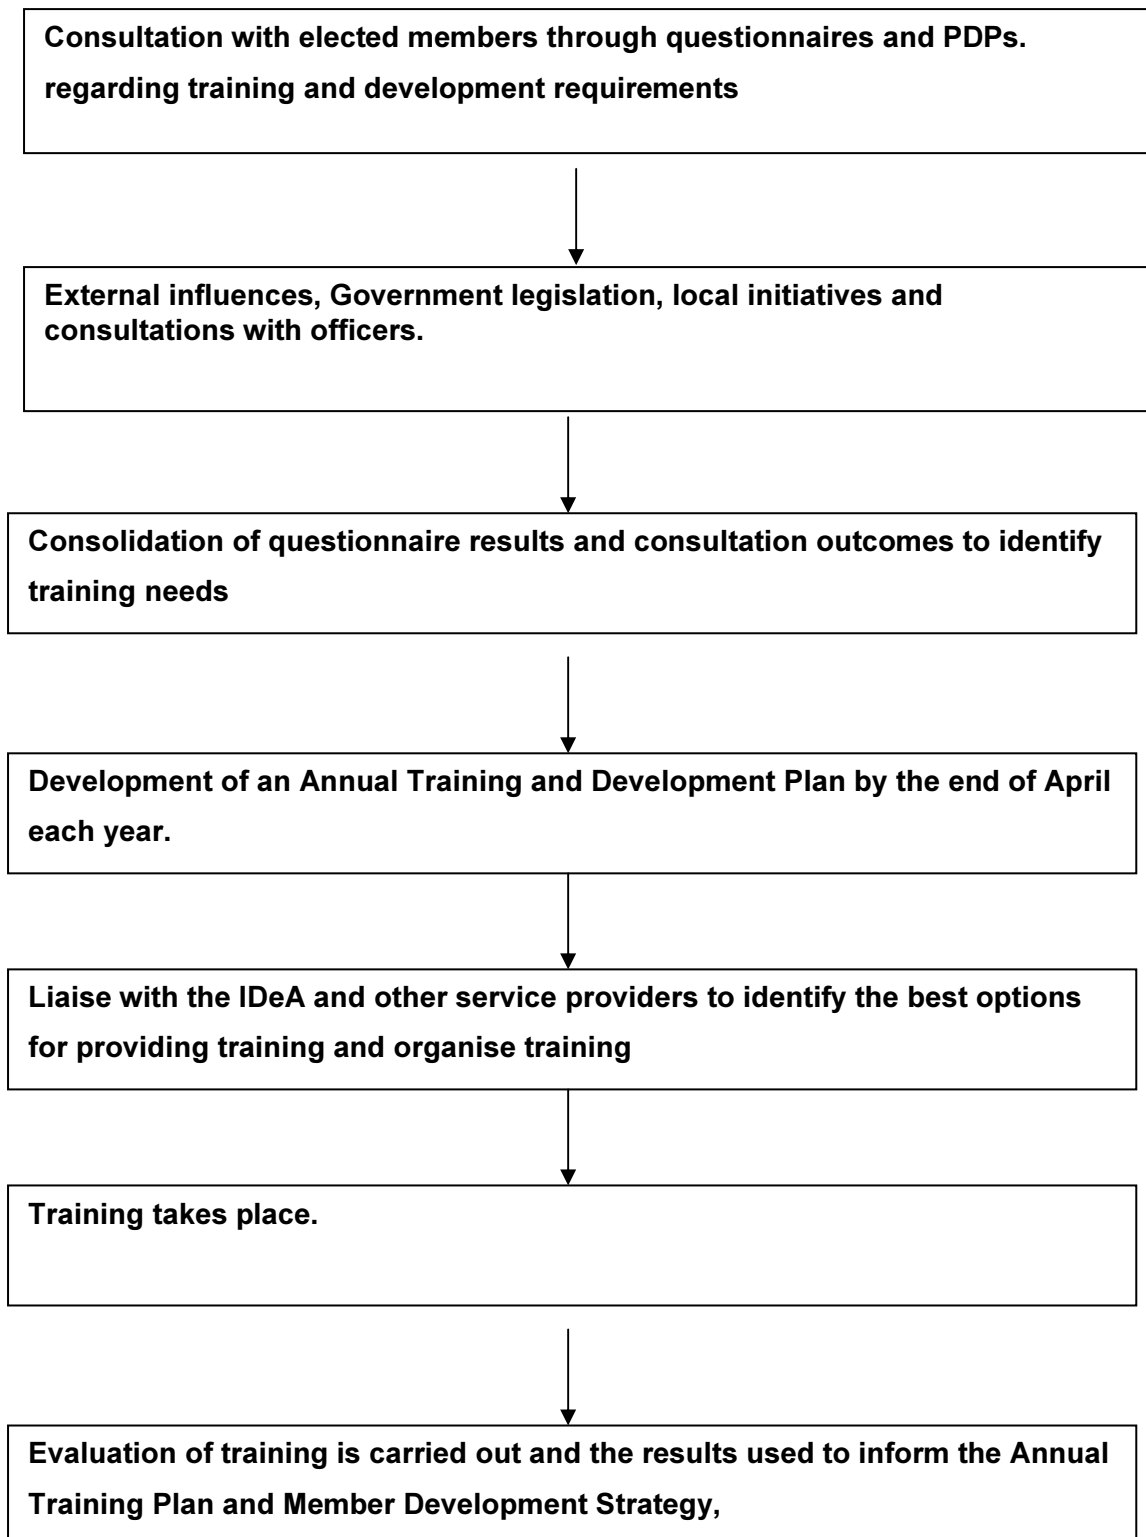 Consultation with elected members through questionnaires and PDPs.
regarding training and development requirements
External influences, Government legislation, local initiatives and
consultations with officers.
Consolidation of questionnaire results and consultation outcomes to identify
training needs
Development of an Annual Training and Development Plan by the end of April
each year.
Liaise with the IDeA and other service providers to identify the best options
for providing training and organise training
Training takes place.
Evaluation of training is carried out and the results used to inform the Annual
Training Plan and Member Development Strategy,